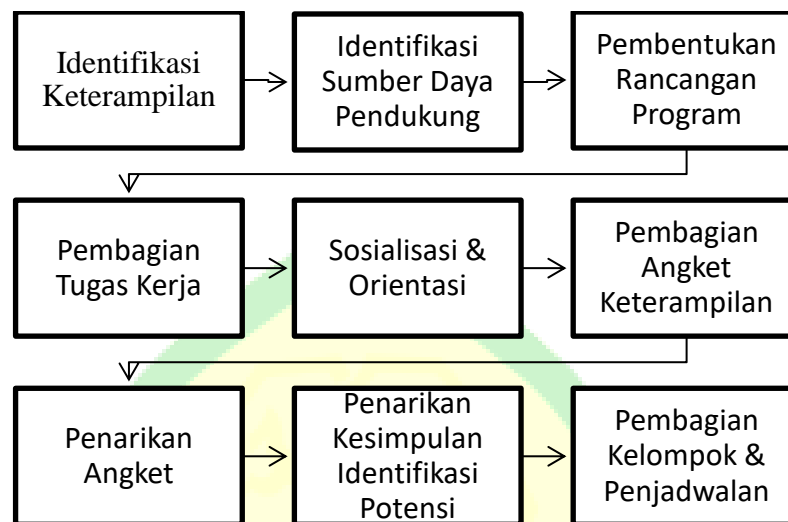 Identifikasi
Keterampilan
Identifikasi
Sumber Daya
Pendukung
Pembentukan
Rancangan
Program
Pembagian
Tugas Kerja
Sosialisasi &
Orientasi
Pembagian
Angket
Keterampilan
Penarikan
Angket
Penarikan
Kesimpulan
Identifikasi
Potensi
Pembagian
Kelompok &
Penjadwalan